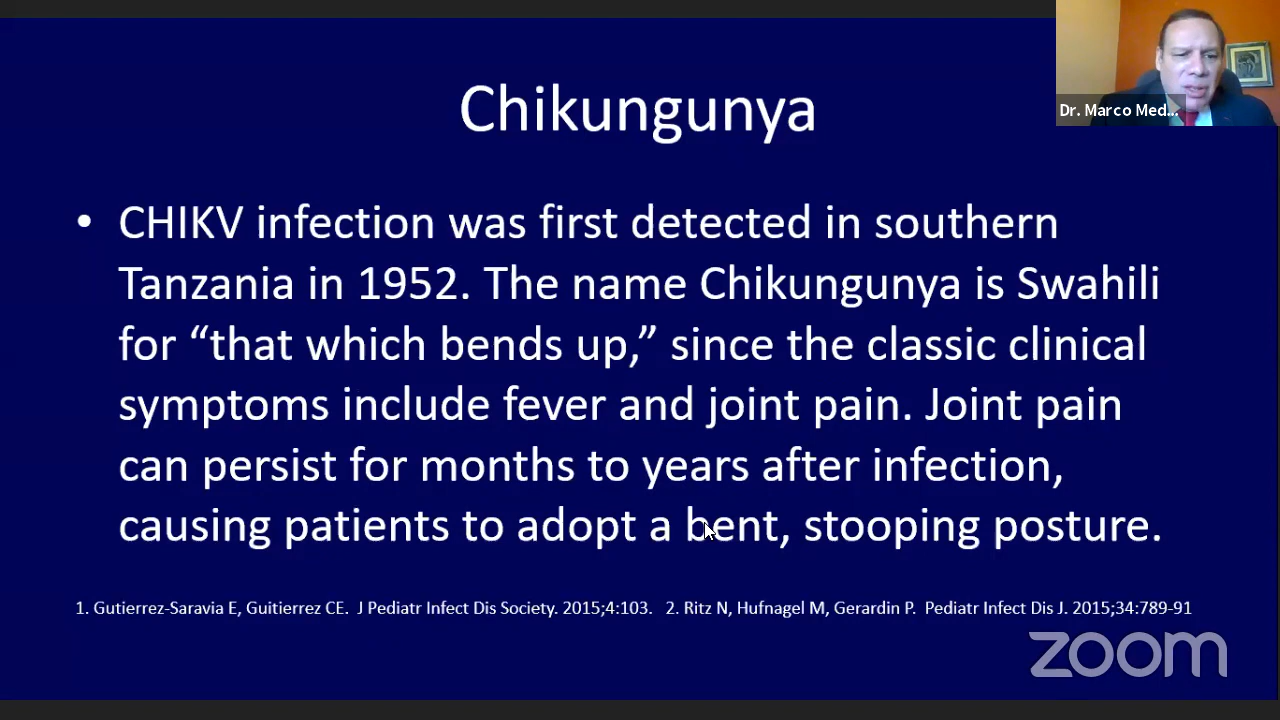 Chikungunya
Dr. Marco Med...
• CHIKV infection was first detected in southern
Tanzania in 1952. The name Chikungunya is Swahili
for “that which bends up,” since the classic clinical
symptoms include fever and joint pain. Joint pain
can persist for months to years after infection,
causing patients to adopt a bent, stooping posture.
1. Gutierrez-Saravia E, Guitierrez CE. J Pediatr Infect Dis Society. 2015;4:103. 2. Ritz N, Hufnagel M, Gerardin P. Pediatr Infect Dis J. 2015;34:789-91
zoom